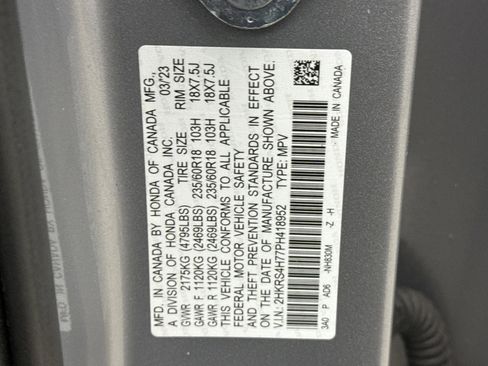 MFD. IN CANADA BY HONDA OF CANADA MFG.,
A DIVISION OF HONDA CANADA INC. 03/23
TIRE SIZE RIM SIZE
GVWR 2175KG (4795LBS)
GAWR F 1120KG (2469LBS) 235/60R18 103H 18X7.5J
GAWR R 1120KG (2469LBS) 235/60R18 103H 18X7.5J
THIS VEHICLE CONFORMS TO ALL APPLICABLE
FEDERAL MOTOR VEHICLE SAFETY
AND THEFT PREVENTION STANDARDS IN EFFECT
ON THE DATE OF MANUFACTURE SHOWN ABOVE.
V.I.N.: 2HKRS4H77PH418952 TYPE: MPV
3A0 P AD6 -NH830M -Z -H MADE IN CANADA